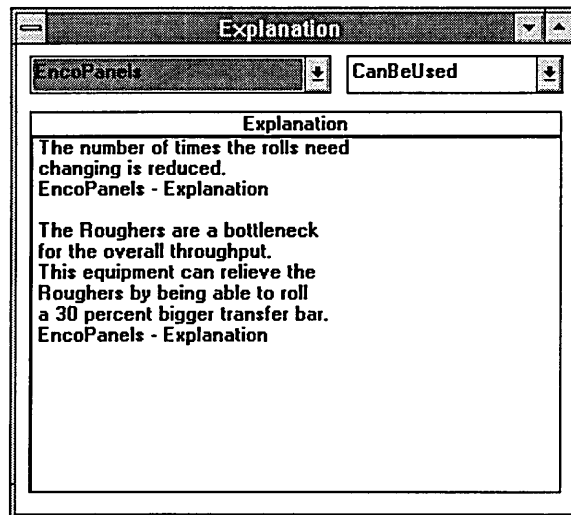 Explanation
EncoPanels
CanBeUsed
Explanation
The number of times the rolls need
changing is reduced.
EncoPanels - Explanation
The Roughers are a bottleneck
for the overall throughput.
This equipment can relieve the
Roughers by being able to roll
a 30 percent bigger transfer bar.
EncoPanels - Explanation